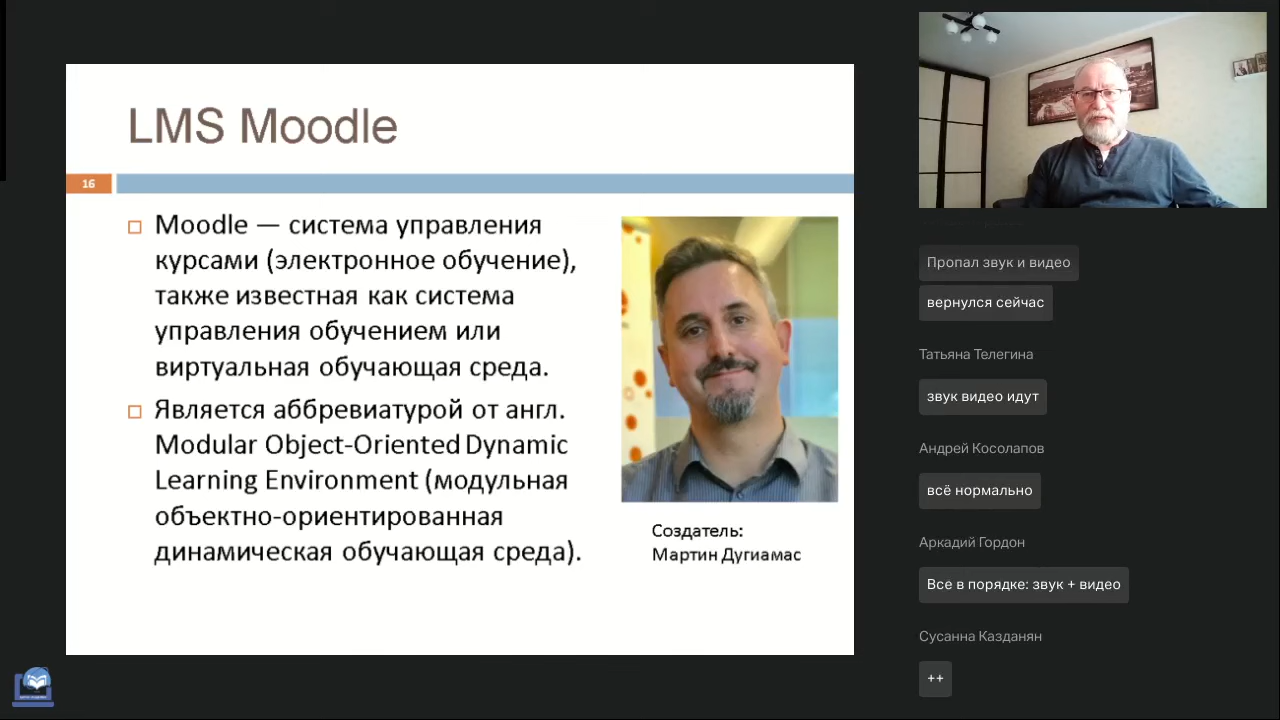 LMS Moodle
16
Moodle — система управления
курсами (электронное обучение),
также известная как система
управления обучением или
виртуальная обучающая среда.
Является аббревиатурой от англ.
Modular Object-Oriented Dynamic
Learning Environment (модульная
объектно-ориентированная
динамическая обучающая среда).
Создатель:
Мартин Дугиамас
Пропал звук и видео
вернулся сейчас
Татьяна Телегина
звук видео идут
Андрей Косолапов
всё нормально
Аркадий Гордон
Все в порядке: звук + видео
Сусанна Казданян
++